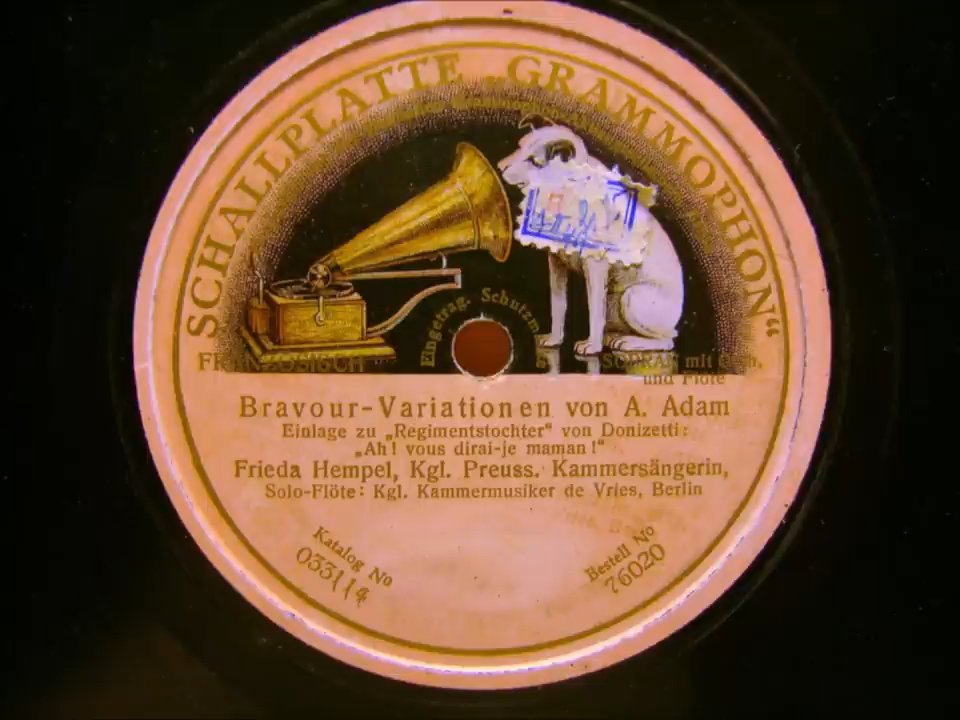 SCHALLPLATTE „GRAMMOPHON“
Eingetrag. Schutzm
FRANZÖSISCH
SOPRAN mit Orch.
und Flöte
Bravour-Variationen von A. Adam
Einlage zu „Regimentstochter“ von Donizetti:
„Ah! vous dirai-je maman!“
Frieda Hempel, Kgl. Preuss. Kammersängerin,
Solo-Flöte: Kgl. Kammermusiker de Vries, Berlin
Katalog No
033114
Bestell No
76020